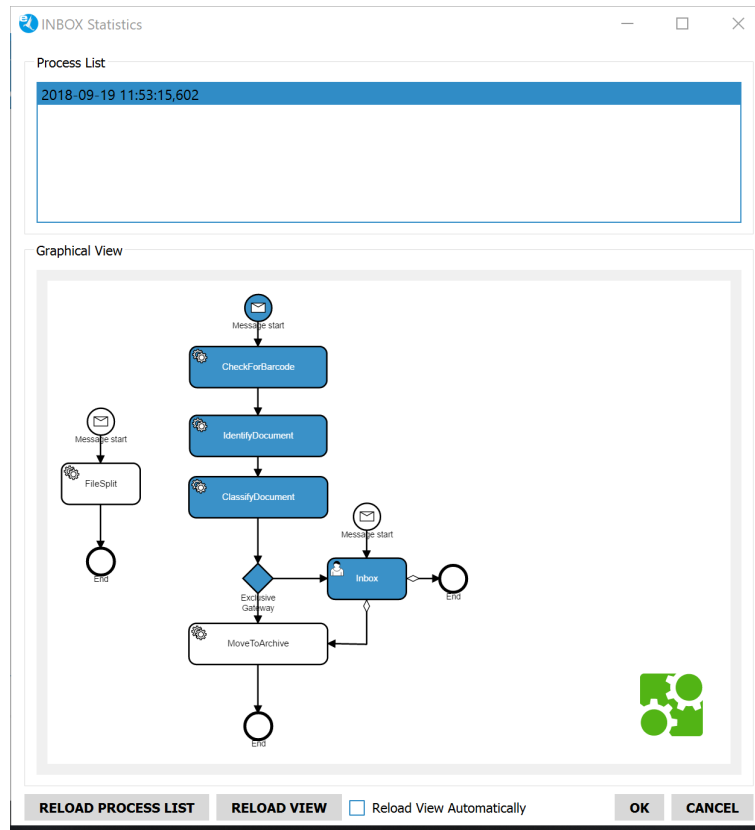 INBOX Statistics
Process List
2018-09-19 11:53:15,602
Graphical View
Message start
CheckForBarcode
Message start
IdentifyDocument
FileSplit
ClassifyDocument
Message start
End
Exclusive
Gateway
Inbox
End
MoveToArchive
End
RELOAD PROCESS LIST
RELOAD VIEW
Reload View Automatically
OK
CANCEL